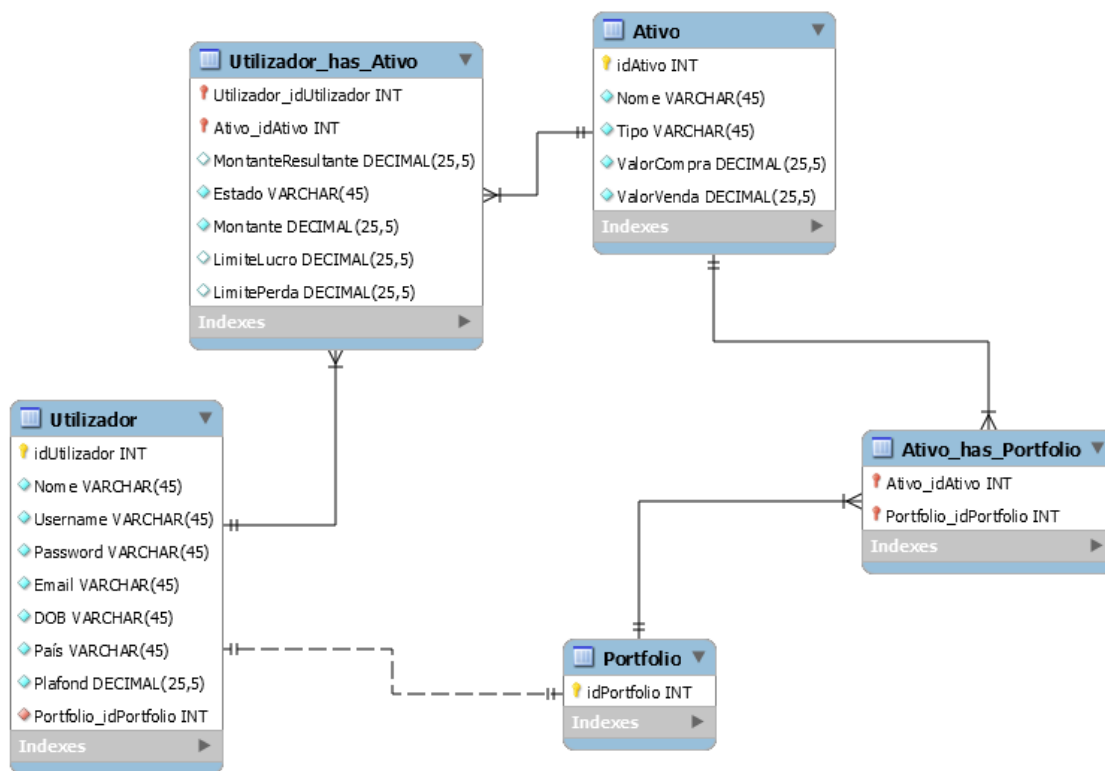 Utilizador_has_Ativo
Utilizador_idUtilizador INT
Ativo_idAtivo INT
MontanteResultante DECIMAL(25,5)
Estado VARCHAR(45)
Montante DECIMAL(25,5)
LimiteLucro DECIMAL(25,5)
LimitePerda DECIMAL(25,5)
Indexes
Ativo
idAtivo INT
Nome VARCHAR(45)
Tipo VARCHAR(45)
ValorCompra DECIMAL(25,5)
ValorVenda DECIMAL(25,5)
Indexes
Utilizador
idUtilizador INT
Nome VARCHAR(45)
Username VARCHAR(45)
Password VARCHAR(45)
Email VARCHAR(45)
DOB VARCHAR(45)
País VARCHAR(45)
Plafond DECIMAL(25,5)
Portfolio_idPortfolio INT
Indexes
Ativo_has_Portfolio
Ativo_idAtivo INT
Portfolio_idPortfolio INT
Indexes
Portfolio
idPortfolio INT
Indexes